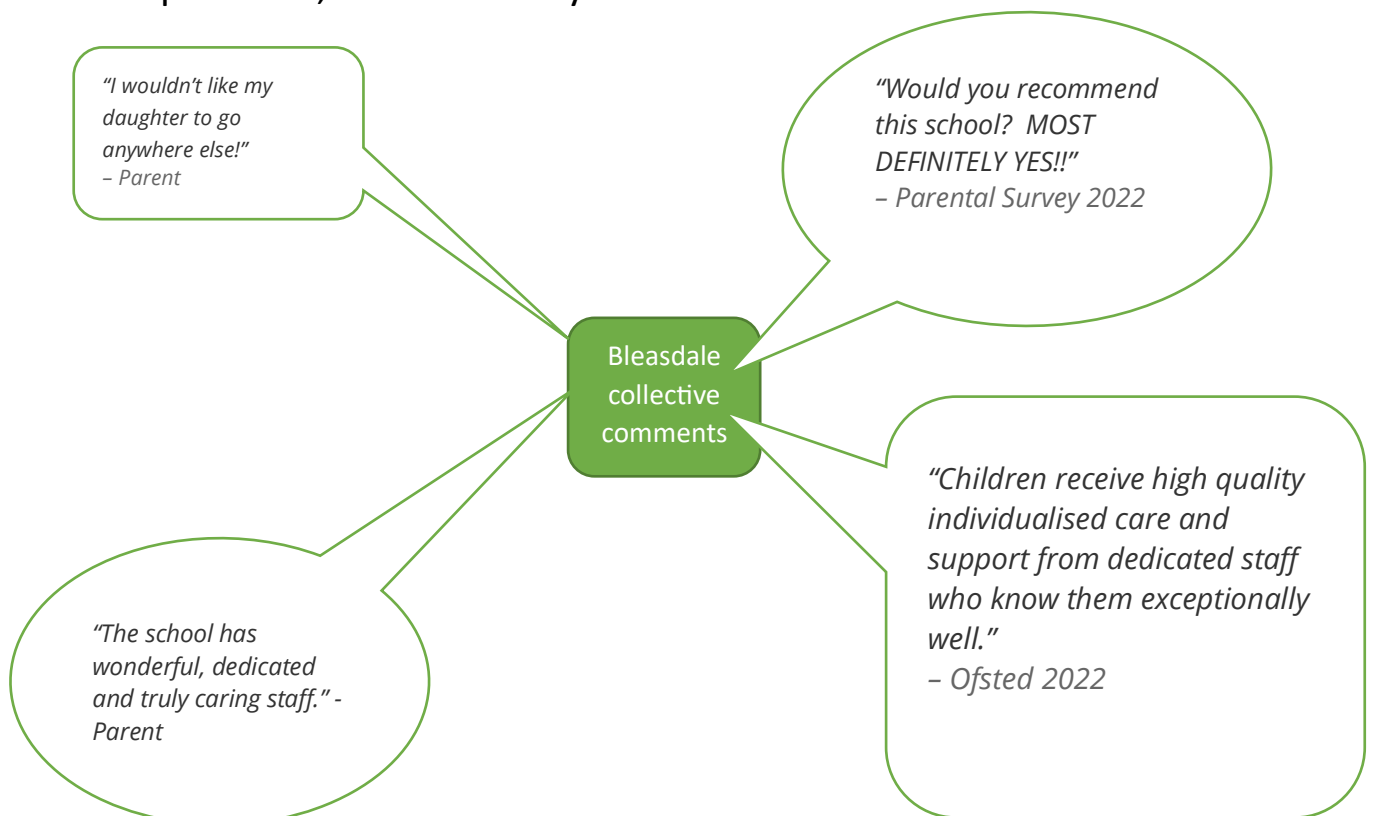 “I wouldn’t like my
daughter to go
anywhere else!”
– Parent
“Would you recommend
this school?  MOST
DEFINITELY YES!!”
– Parental Survey 2022
Bleasdale
collective
comments
“Children receive high quality
individualised care and
support from dedicated staff
who know them exceptionally
well.”
– Ofsted 2022
“The school has
wonderful, dedicated
and truly caring staff.” -
Parent